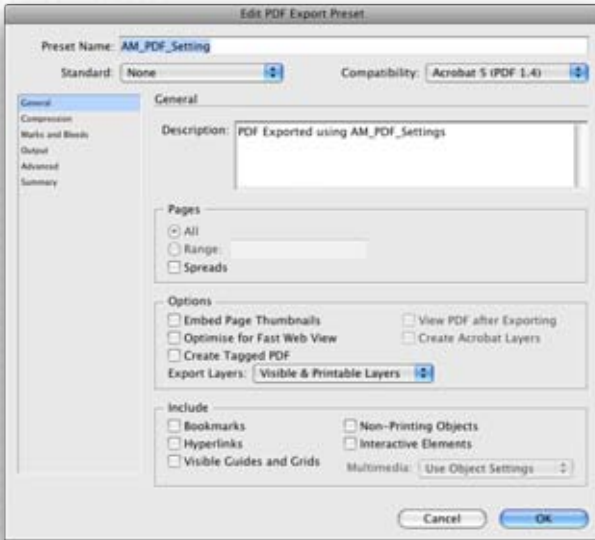 Edit PDF Export Preset
Preset Name: AM_PDF_Setting
Standard: None Compatibility: Acrobat 5 (PDF 1.4)
General
Compression
Marks and Bleeds
Output
Advanced
Summary
General
Description: PDF Exported using AM_PDF_Settings
Pages
All
Range:
Spreads
Options
Embed Page Thumbnails View PDF after Exporting
Optimise for Fast Web View Create Acrobat Layers
Create Tagged PDF
Export Layers: Visible & Printable Layers
Include
Bookmarks Non-Printing Objects
Hyperlinks Interactive Elements
Visible Guides and Grids Multimedia: Use Object Settings
Cancel OK